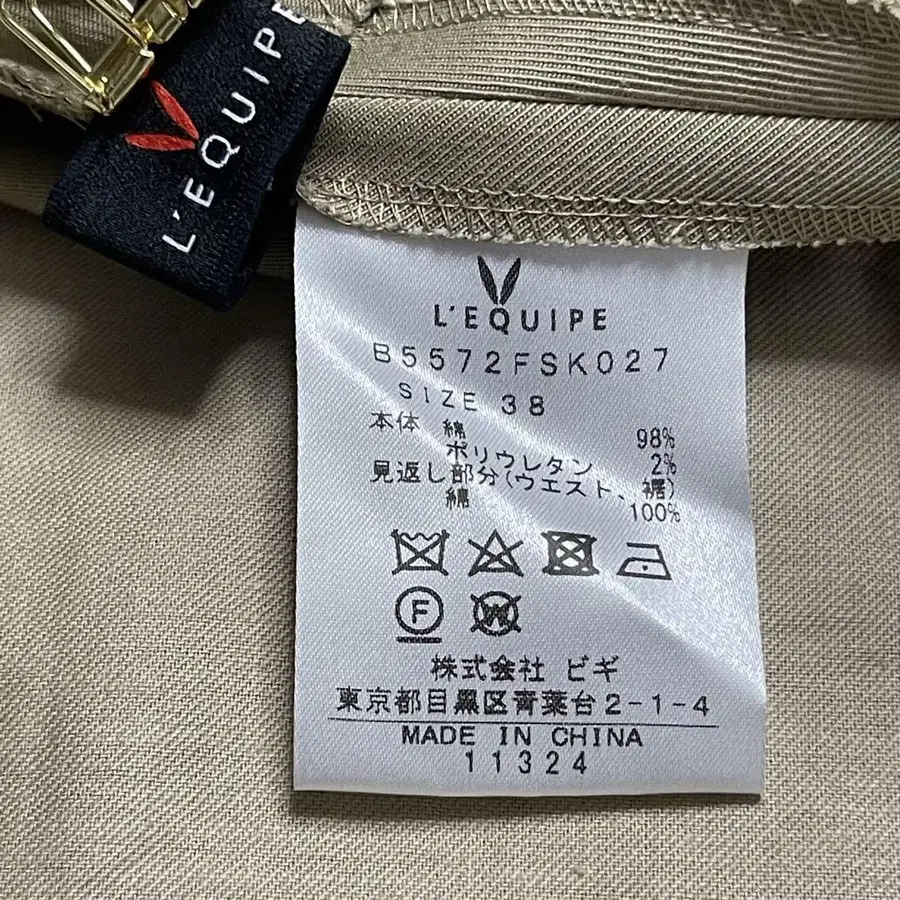 L'EQUIPE
L'EQUIPE
B5572FSK027
SIZE 38
本体 綿 98%
ポリウレタン 2%
見返し部分(ウエスト、裾)
綿 100%
F
W
株式会社 ビギ
東京都目黒区青葉台2-1-4
MADE IN CHINA
11324